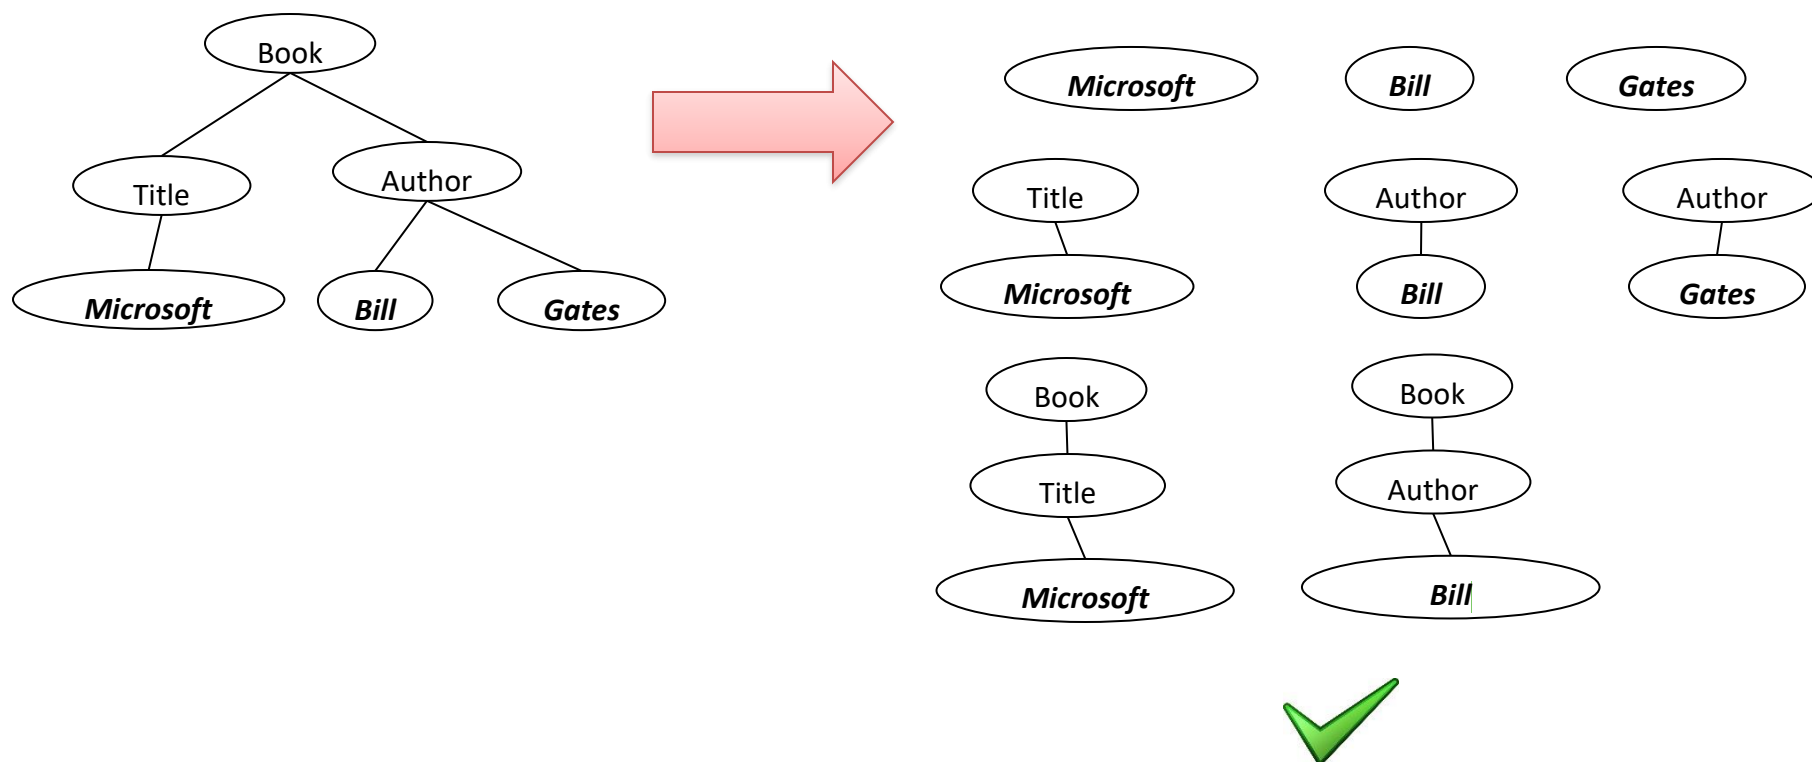 Book
Title
Author
Microsoft
Bill
Gates
Microsoft
Bill
Gates
Title
Author
Author
Microsoft
Bill
Gates
Book
Book
Title
Author
Microsoft
Bill